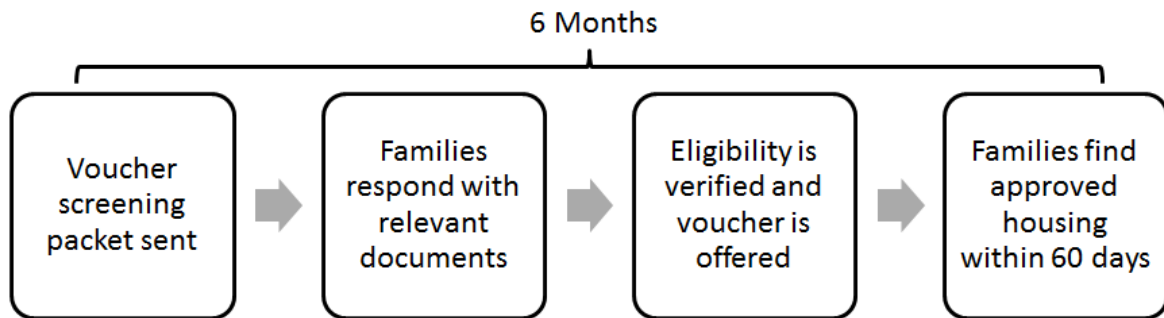 6 Months
Voucher
screening
packet sent
Families
respond with
relevant
documents
Eligibility is
verified and
voucher is
offered
Families find
approved
housing
within 60 days